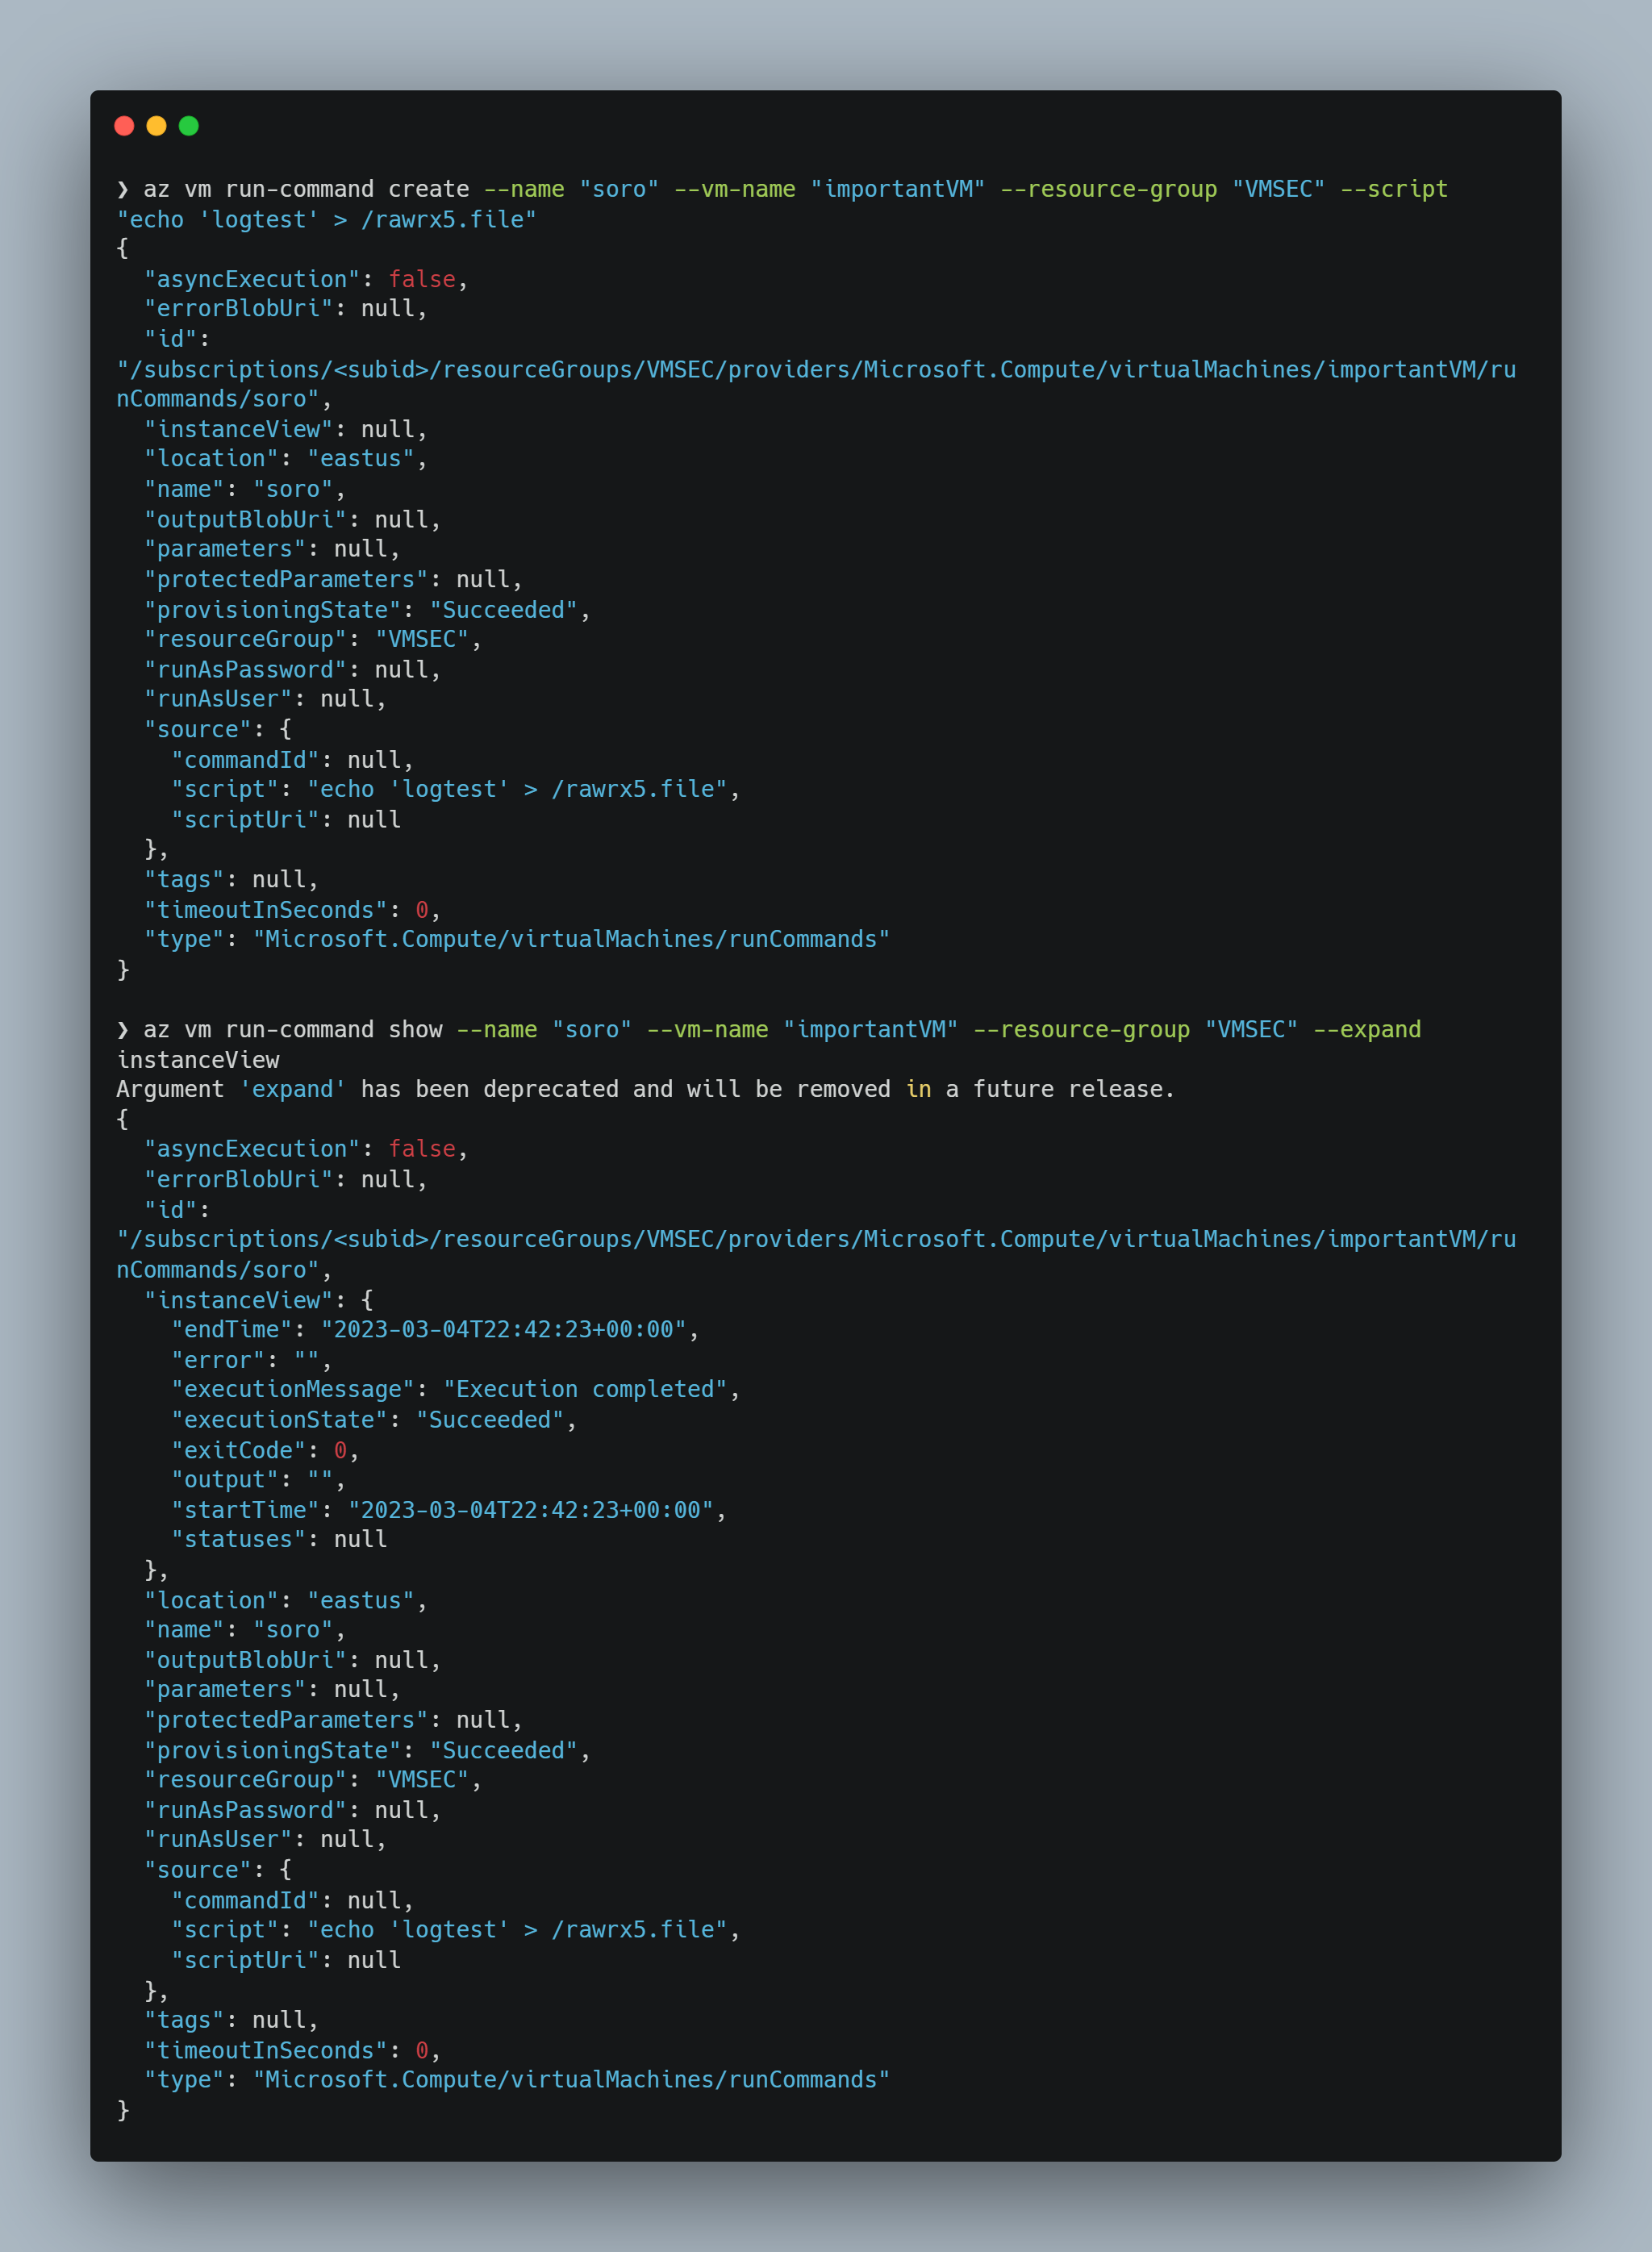 ❯ az vm run-command create --name "soro" --vm-name "importantVM" --resource-group "VMSEC" --script
"echo 'logtest' > /rawrx5.file"
{
  "asyncExecution": false,
  "errorBlobUri": null,
  "id":
"/subscriptions/<subid>/resourceGroups/VMSEC/providers/Microsoft.Compute/virtualMachines/importantVM/ru
nCommands/soro",
  "instanceView": null,
  "location": "eastus",
  "name": "soro",
  "outputBlobUri": null,
  "parameters": null,
  "protectedParameters": null,
  "provisioningState": "Succeeded",
  "resourceGroup": "VMSEC",
  "runAsPassword": null,
  "runAsUser": null,
  "source": {
    "commandId": null,
    "script": "echo 'logtest' > /rawrx5.file",
    "scriptUri": null
  },
  "tags": null,
  "timeoutInSeconds": 0,
  "type": "Microsoft.Compute/virtualMachines/runCommands"
}

❯ az vm run-command show --name "soro" --vm-name "importantVM" --resource-group "VMSEC" --expand
instanceView
Argument 'expand' has been deprecated and will be removed in a future release.
{
  "asyncExecution": false,
  "errorBlobUri": null,
  "id":
"/subscriptions/<subid>/resourceGroups/VMSEC/providers/Microsoft.Compute/virtualMachines/importantVM/ru
nCommands/soro",
  "instanceView": {
    "endTime": "2023-03-04T22:42:23+00:00",
    "error": "",
    "executionMessage": "Execution completed",
    "executionState": "Succeeded",
    "exitCode": 0,
    "output": "",
    "startTime": "2023-03-04T22:42:23+00:00",
    "statuses": null
  },
  "location": "eastus",
  "name": "soro",
  "outputBlobUri": null,
  "parameters": null,
  "protectedParameters": null,
  "provisioningState": "Succeeded",
  "resourceGroup": "VMSEC",
  "runAsPassword": null,
  "runAsUser": null,
  "source": {
    "commandId": null,
    "script": "echo 'logtest' > /rawrx5.file",
    "scriptUri": null
  },
  "tags": null,
  "timeoutInSeconds": 0,
  "type": "Microsoft.Compute/virtualMachines/runCommands"
}